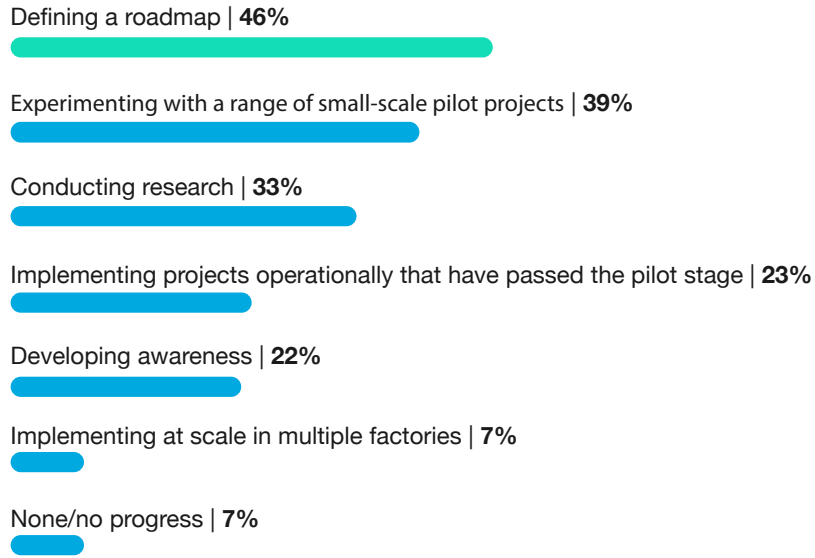 Defining a roadmap | 46%
Experimenting with a range of small-scale pilot projects | 39%
Conducting research | 33%
Implementing projects operationally that have passed the pilot stage | 23%
Developing awareness | 22%
Implementing at scale in multiple factories | 7%
None/no progress | 7%